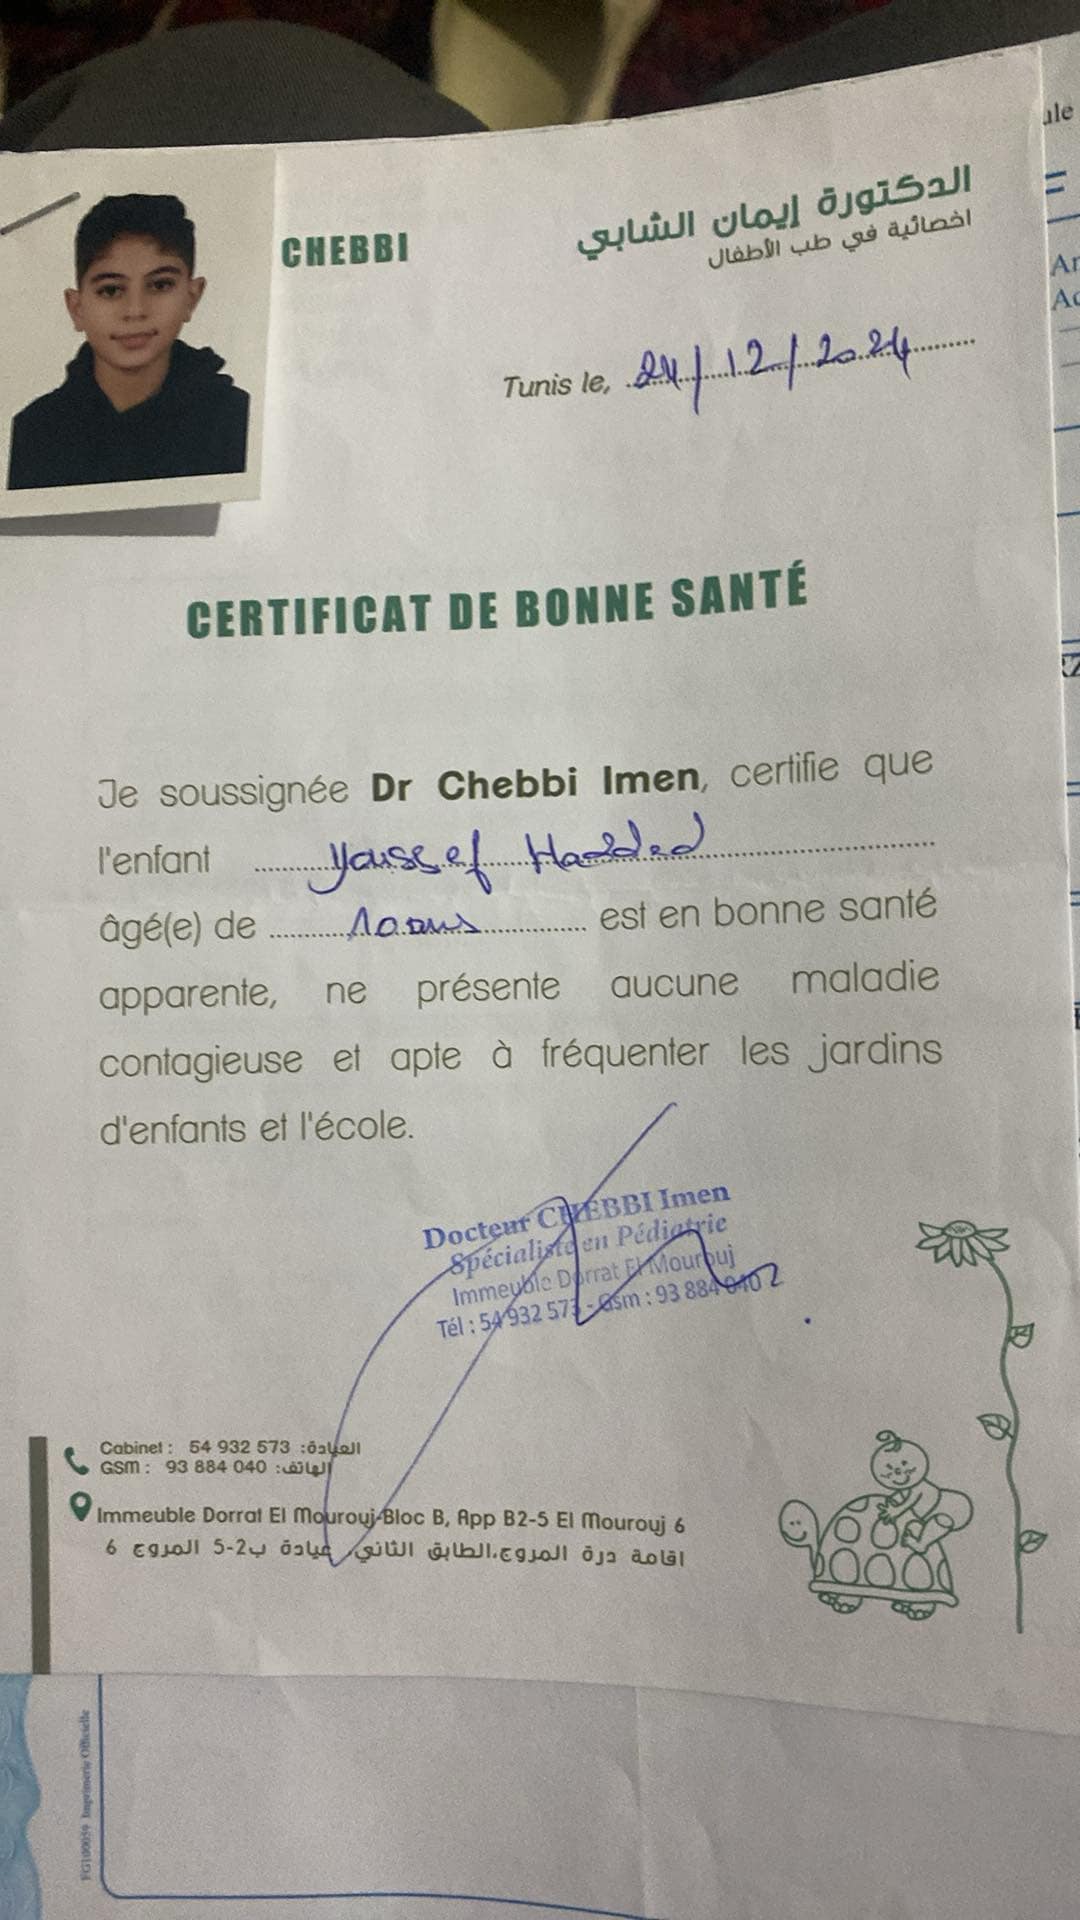 CHEBBI
الدكتورة إيمان الشابي
اخصائية في طب الأطفال
Tunis le, 24/12/2024
CERTIFICAT DE BONNE SANTÉ
Je soussignée Dr Chebbi Imen, certifie que
l'enfant Youssef Hadded
âgé(e) de 10 ans est en bonne santé
apparente, ne présente aucune maladie
contagieuse et apte à fréquenter les jardins
d'enfants et l'école.
Docteur CHEBBI Imen
Spécialiste en Pédiatrie
Immeuble Dorrat El Mourouj
Tél : 54 932 573 - Gsm : 93 884 040
Cabinet : 54 932 573 :العيادة
GSM : 93 884 040 :الهاتف
Immeuble Dorrat El Mourouj-Bloc B, App B2-5 El Mourouj 6
اقامة درة المروج،الطابق الثاني، عيادة ب2-5 المروج 6
Imprimerie Officielle